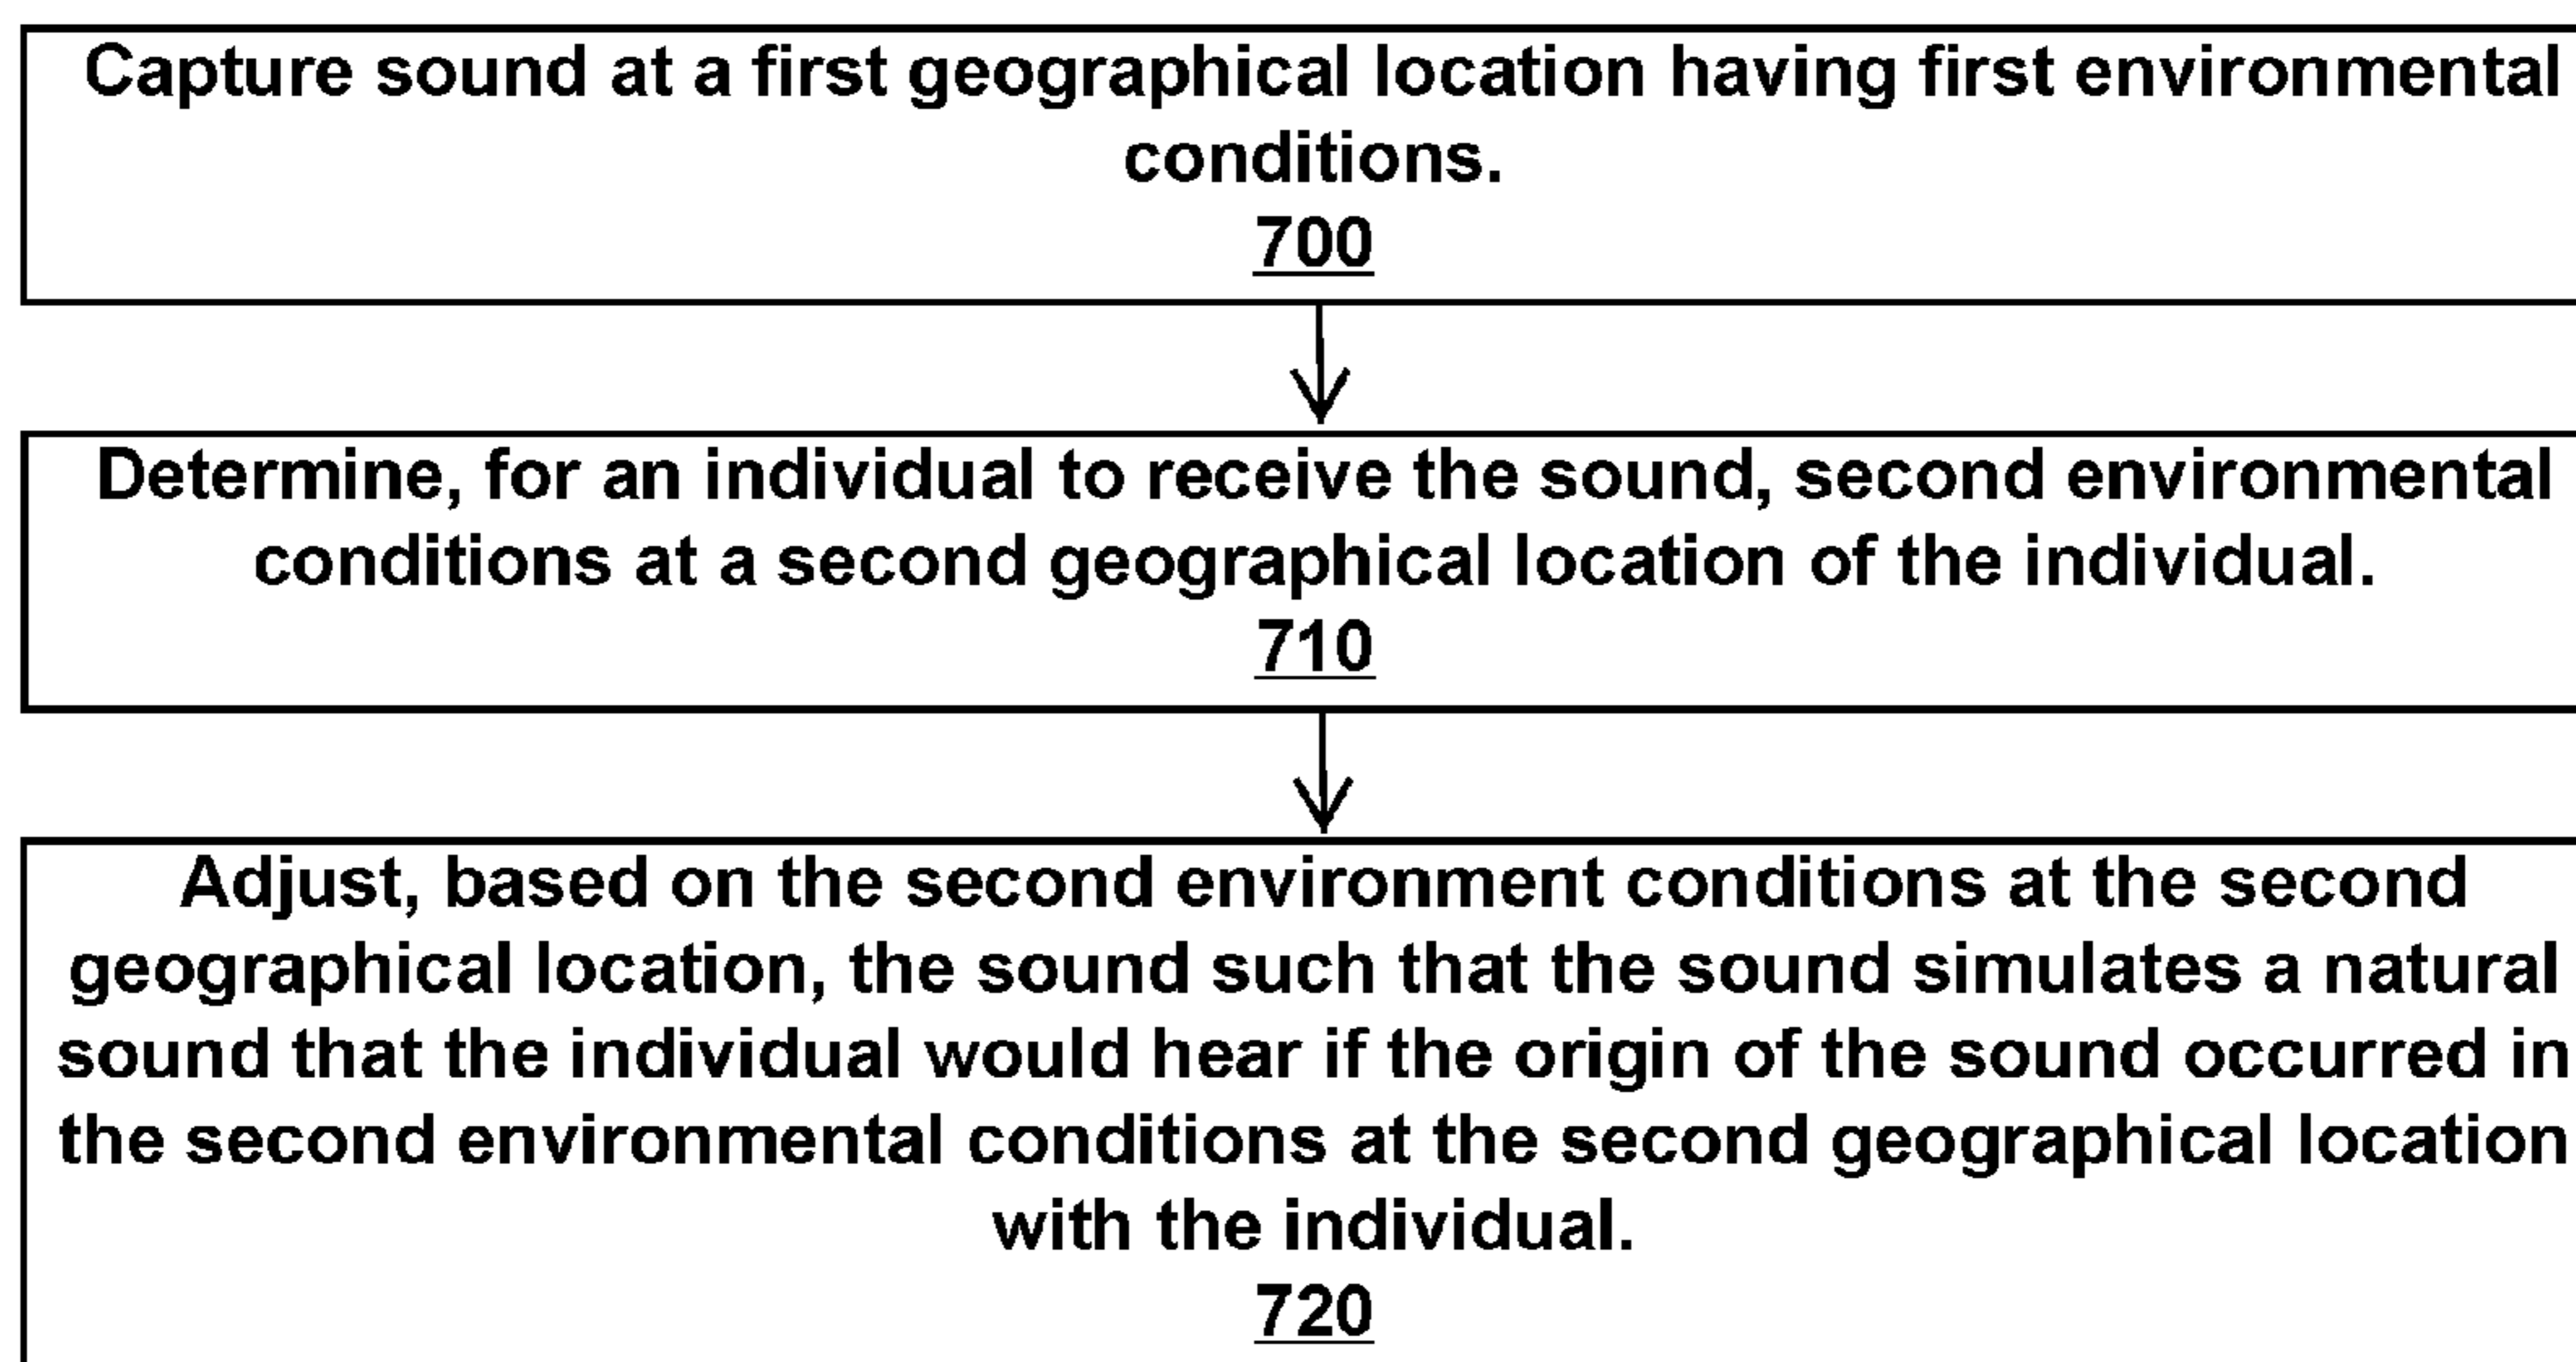 Capture sound at a first geographical location having first environmental
conditions.
700
Determine, for an individual to receive the sound, second environmental
conditions at a second geographical location of the individual.
710
Adjust, based on the second environment conditions at the second
geographical location, the sound such that the sound simulates a natural
sound that the individual would hear if the origin of the sound occurred in
the second environmental conditions at the second geographical location
with the individual.
720